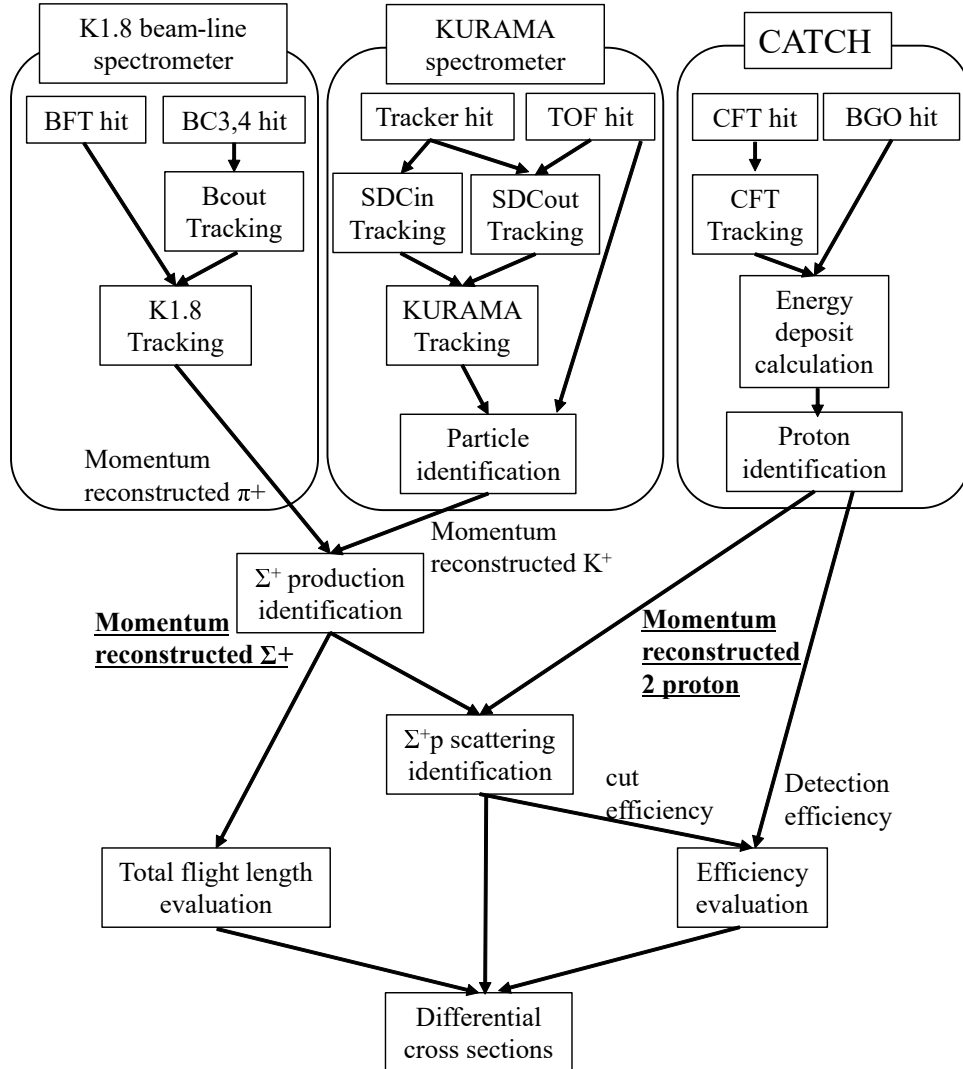 K1.8 beam-line
spectrometer
KURAMA
spectrometer
CATCH
BFT hit
BC3,4 hit
Tracker hit
TOF hit
CFT hit
BGO hit
Bcout
Tracking
SDCin
Tracking
SDCout
Tracking
CFT
Tracking
K1.8
Tracking
KURAMA
Tracking
Energy
deposit
calculation
Particle
identification
Proton
identification
Momentum
reconstructed π+
Momentum
reconstructed K⁺
Σ⁺ production
identification
Momentum
reconstructed Σ+
Momentum
reconstructed
2 proton
Σ⁺p scattering
identification
cut
efficiency
Detection
efficiency
Total flight length
evaluation
Efficiency
evaluation
Differential
cross sections